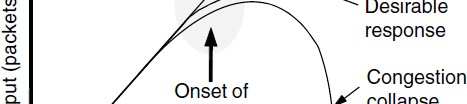 Desirable
response
Congestion
collapse
Onset of
put (packets